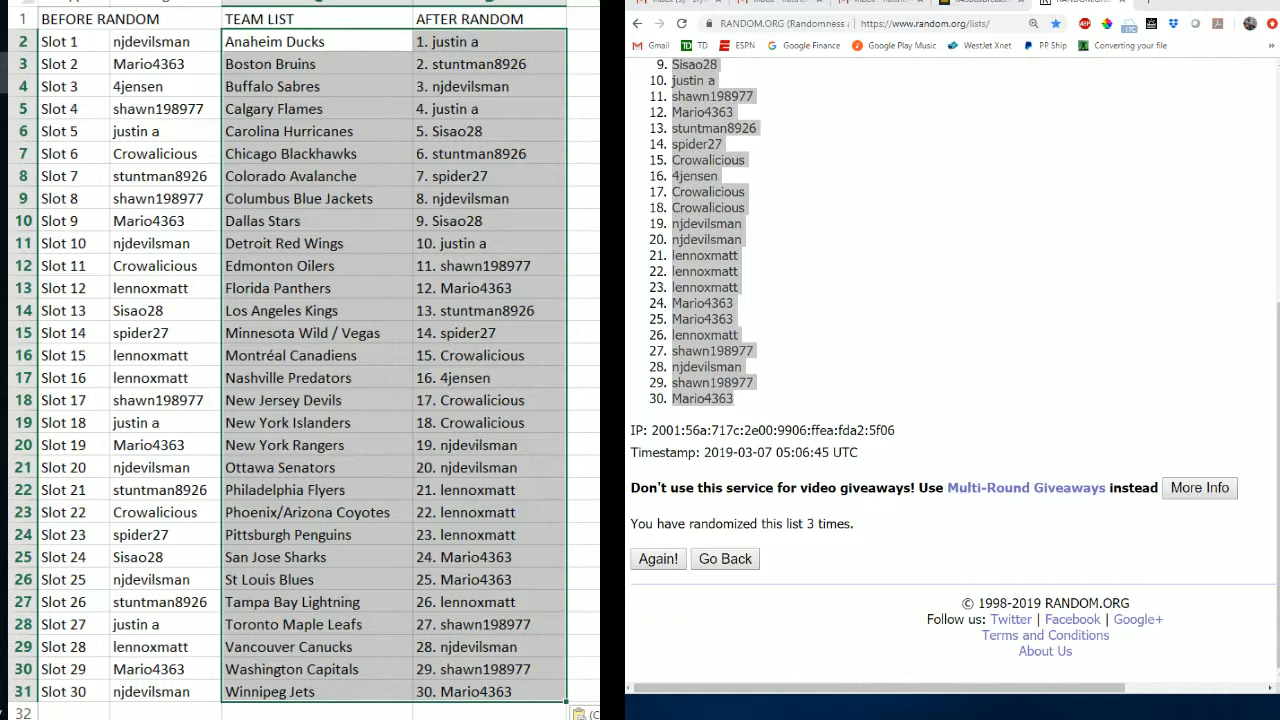 1 BEFORE RANDOM TEAM LIST AFTER RANDOM
2 Slot 1 njdevilsman Anaheim Ducks 1. justin a
3 Slot 2 Mario4363 Boston Bruins 2. stuntman8926
4 Slot 3 4jensen Buffalo Sabres 3. njdevilsman
5 Slot 4 shawn198977 Calgary Flames 4. justin a
6 Slot 5 justin a Carolina Hurricanes 5. Sisao28
7 Slot 6 Crowalicious Chicago Blackhawks 6. stuntman8926
8 Slot 7 stuntman8926 Colorado Avalanche 7. spider27
9 Slot 8 shawn198977 Columbus Blue Jackets 8. njdevilsman
10 Slot 9 Mario4363 Dallas Stars 9. Sisao28
11 Slot 10 njdevilsman Detroit Red Wings 10. justin a
12 Slot 11 Crowalicious Edmonton Oilers 11. shawn198977
13 Slot 12 lennoxmatt Florida Panthers 12. Mario4363
14 Slot 13 Sisao28 Los Angeles Kings 13. stuntman8926
15 Slot 14 spider27 Minnesota Wild / Vegas 14. spider27
16 Slot 15 lennoxmatt Montréal Canadiens 15. Crowalicious
17 Slot 16 lennoxmatt Nashville Predators 16. 4jensen
18 Slot 17 shawn198977 New Jersey Devils 17. Crowalicious
19 Slot 18 justin a New York Islanders 18. Crowalicious
20 Slot 19 Mario4363 New York Rangers 19. njdevilsman
21 Slot 20 njdevilsman Ottawa Senators 20. njdevilsman
22 Slot 21 stuntman8926 Philadelphia Flyers 21. lennoxmatt
23 Slot 22 Crowalicious Phoenix/Arizona Coyotes 22. lennoxmatt
24 Slot 23 spider27 Pittsburgh Penguins 23. lennoxmatt
25 Slot 24 Sisao28 San Jose Sharks 24. Mario4363
26 Slot 25 njdevilsman St Louis Blues 25. Mario4363
27 Slot 26 stuntman8926 Tampa Bay Lightning 26. lennoxmatt
28 Slot 27 justin a Toronto Maple Leafs 27. shawn198977
29 Slot 28 lennoxmatt Vancouver Canucks 28. njdevilsman
30 Slot 29 Mario4363 Washington Capitals 29. shawn198977
31 Slot 30 njdevilsman Winnipeg Jets 30. Mario4363
32
RANDOM.ORG (Randomness https://www.random.org/lists/
Gmail TD ESPN Google Finance Google Play Music WestJet Xnet PP Ship Converting your file
9. Sisao28
10. justin a
11. shawn198977
12. Mario4363
13. stuntman8926
14. spider27
15. Crowalicious
16. 4jensen
17. Crowalicious
18. Crowalicious
19. njdevilsman
20. njdevilsman
21. lennoxmatt
22. lennoxmatt
23. lennoxmatt
24. Mario4363
25. Mario4363
26. lennoxmatt
27. shawn198977
28. njdevilsman
29. shawn198977
30. Mario4363
IP: 2001:56a:717c:2e00:9906:ffea:fda2:5f06
Timestamp: 2019-03-07 05:06:45 UTC
Don't use this service for video giveaways! Use Multi-Round Giveaways instead More Info
You have randomized this list 3 times.
Again! Go Back
© 1998-2019 RANDOM.ORG
Follow us: Twitter | Facebook | Google+
Terms and Conditions
About Us